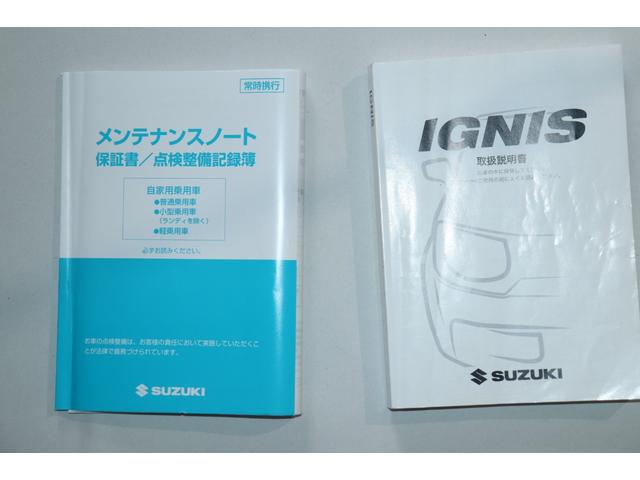 常時携行
メンテナンスノート
保証書／点検整備記録簿
自家用乗用車
●普通乗用車
●小型乗用車
（ランディを除く）
●軽乗用車
必ずお読みください。
お車の点検整備は、お客様の責任において実施していただくこ
とが法律で義務づけられています。
SUZUKI
IGNIS
取扱説明書
SUZUKI